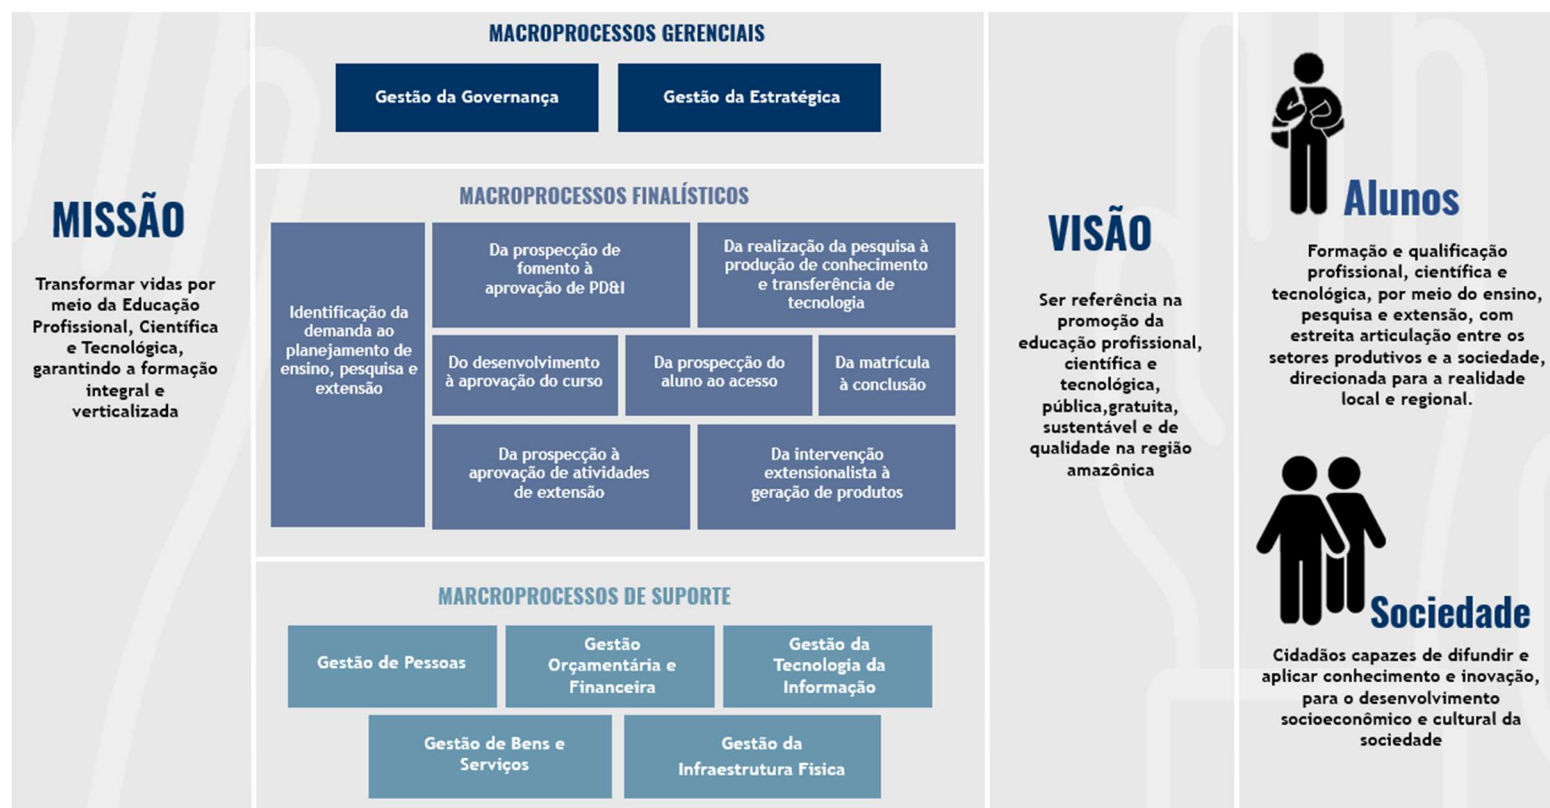 MISSÃO
Transformar vidas por
meio da Educação
Profissional, Científica
e Tecnológica,
garantindo a formação
integral e
verticalizada
MACROPROCESSOS GERENCIAIS
Gestão da Governança
Gestão da Estratégica
MACROPROCESSOS FINALÍSTICOS
Identificação da
demanda ao
planejamento de
ensino, pesquisa e
extensão
Da prospecção de
fomento à
aprovação de PD&I
Da realização da pesquisa à
produção de conhecimento
e transferência de
tecnologia
Do desenvolvimento
à aprovação do curso
Da prospecção do
aluno ao acesso
Da matrícula
à conclusão
Da prospecção à
aprovação de atividades
de extensão
Da intervenção
extensionalista à
geração de produtos
MARCROPROCESSOS DE SUPORTE
Gestão de Pessoas
Gestão
Orçamentária e
Financeira
Gestão da
Tecnologia da
Informação
Gestão de Bens e
Serviços
Gestão da
Infraestrutura Fisica
VISÃO
Ser referência na
promoção da
educação profissional,
científica e
tecnológica,
pública,gratuita,
sustentável e de
qualidade na região
amazônica
Alunos
Formação e qualificação
profissional, científica e
tecnológica, por meio do ensino,
pesquisa e extensão, com
estreita articulação entre os
setores produtivos e a sociedade,
direcionada para a realidade
local e regional.
Sociedade
Cidadãos capazes de difundir e
aplicar conhecimento e inovação,
para o desenvolvimento
socioeconômico e cultural da
sociedade